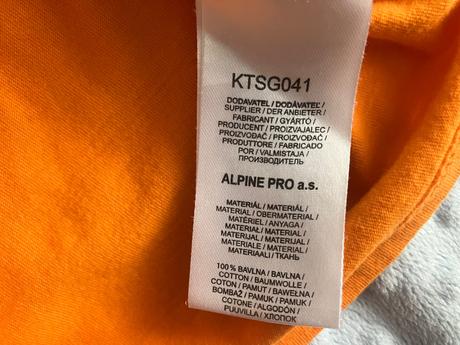 KTSG041
DODAVATEL / DODÁVATEĽ /
SUPPLIER / DER ANBIETER /
FABRICANT / GYÁRTÓ /
PRODUCENT / PROIZVAJALEC /
PROIZVOĐAČ / PROIZVOĐAČ /
PRODUTTORE / FABRICADO
POR / VALMISTAJA /
ПРОИЗВОДИТЕЛЬ
ALPINE PRO a.s.
MATERIÁL / MATERIÁL /
MATERIAL / OBERMATERIAL /
MATÉRIEL / ANYAGA /
MATERIAŁ / MATERIAL /
MATERIJAL / MATERIJAL /
MATERIALE / MATERIAL /
MATERIAALI / ТКАНЬ
100 % BAVLNA / BAVLNA /
COTTON / BAUMWOLLE /
COTON / PAMUT / BAWEŁNA /
BOMBAŽ / PAMUK / PAMUK /
COTONE / ALGODÓN /
PUUVILLA / ХЛОПОК